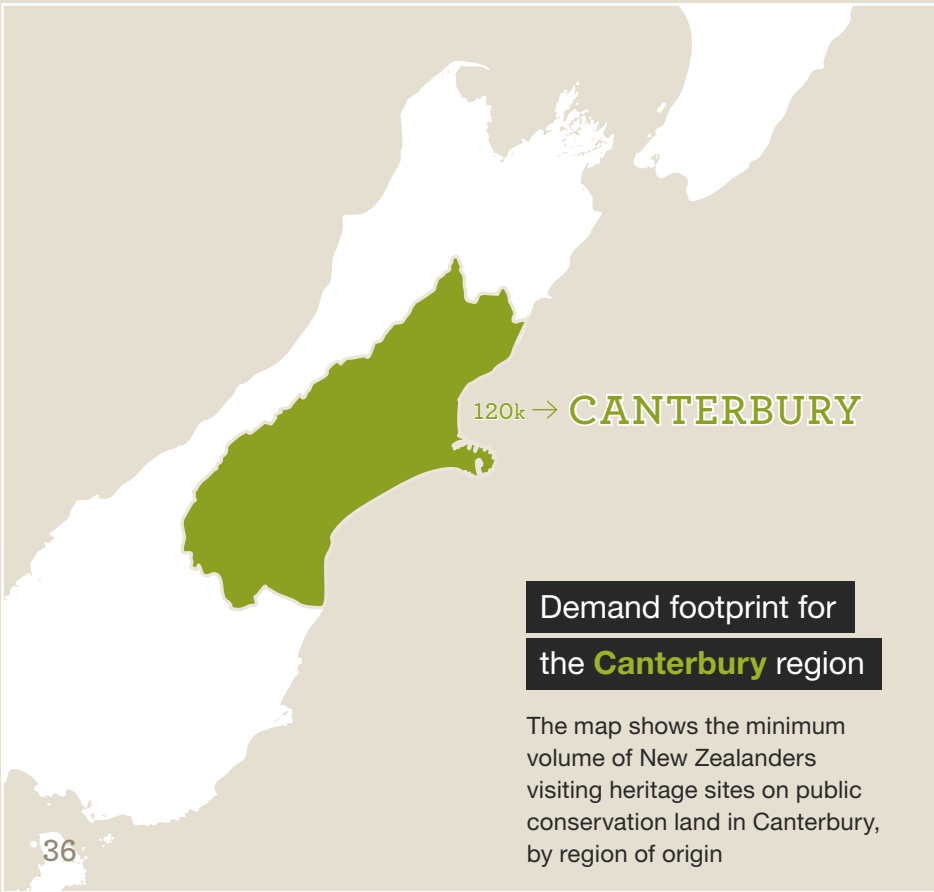 120k → CANTERBURY
Demand footprint for
the Canterbury region
The map shows the minimum
volume of New Zealanders
visiting heritage sites on public
conservation land in Canterbury,
by region of origin
36